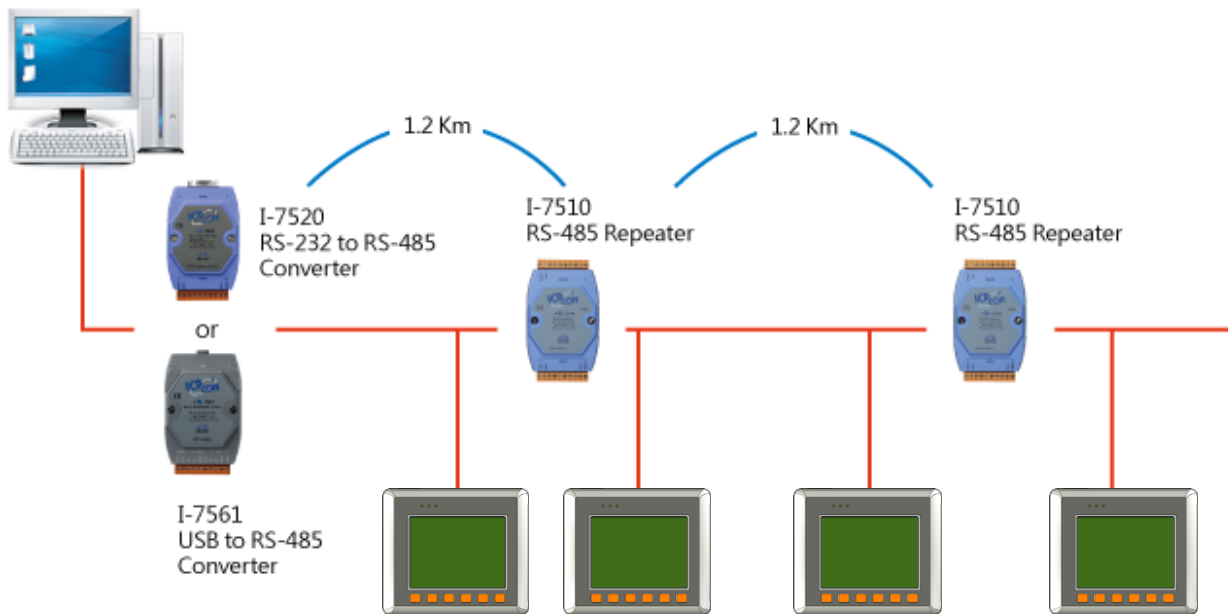 1.2 Km
1.2 Km
I-7520
RS-232 to RS-485
Converter
I-7510
RS-485 Repeater
I-7510
RS-485 Repeater
or
I-7561
USB to RS-485
Converter